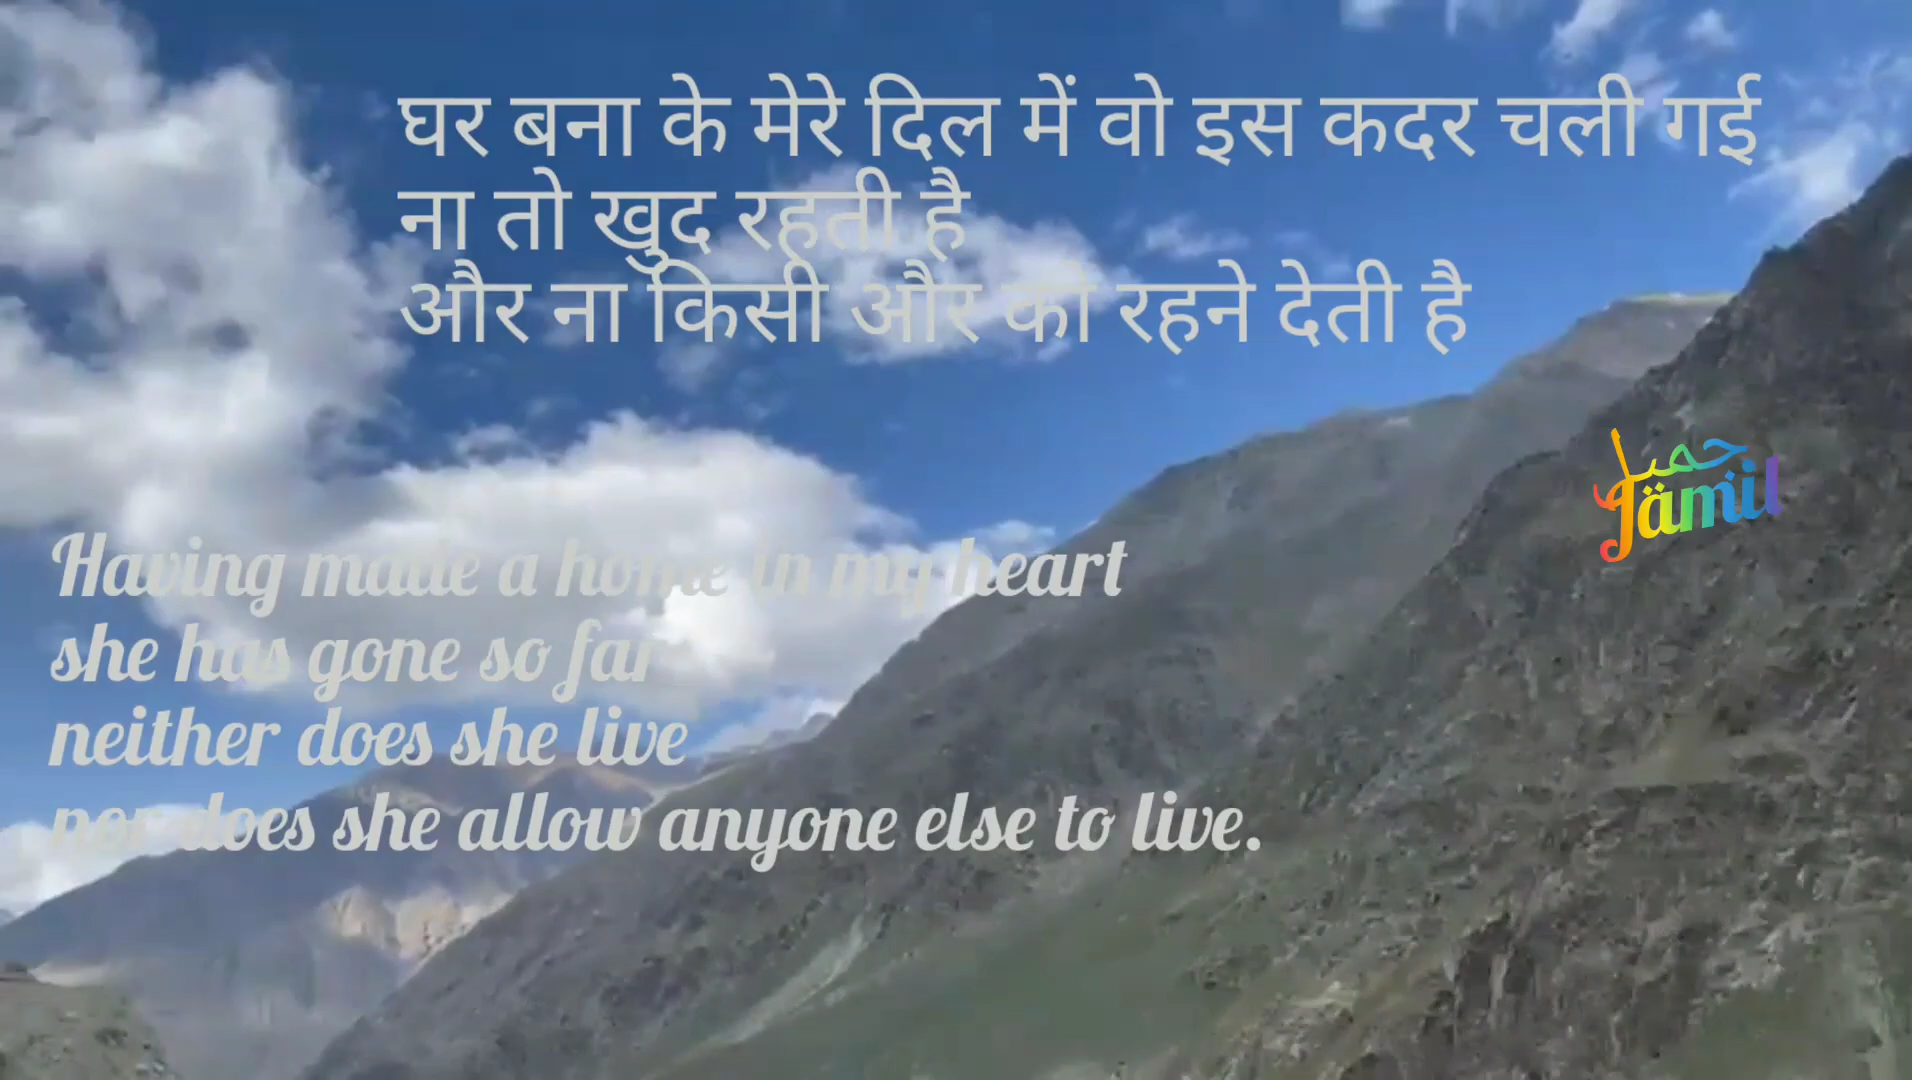 घर बना के मेरे दिल में वो इस कदर चली गई
ना तो खुद रहती है
और ना किसी और को रहने देती है
جمیل
Jamil
Having made a home in my heart
she has gone so far
neither does she live
nor does she allow anyone else to live.